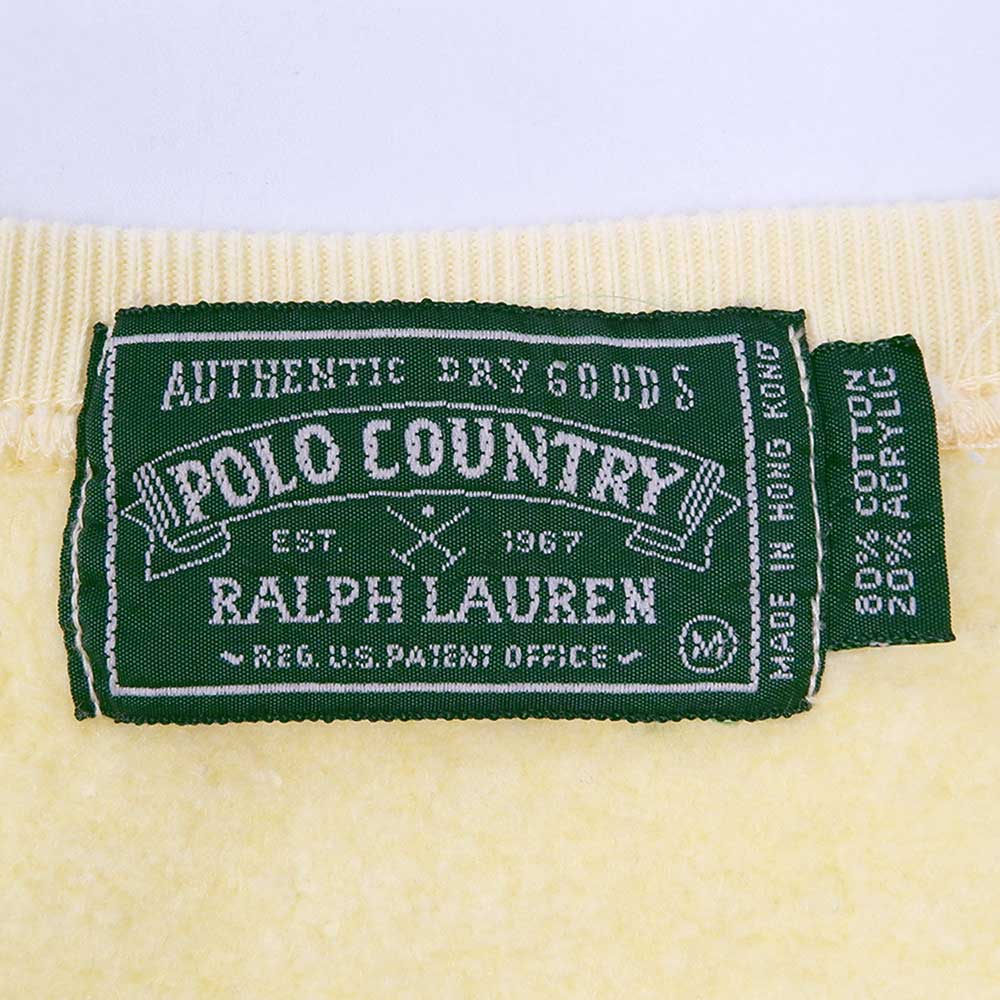 AUTHENTIC DRY GOODS
POLO COUNTRY
EST. 1967
RALPH LAUREN
REG. U.S. PATENT OFFICE
M
MADE IN HONG KONG
80% COTTON
20% ACRYLIC